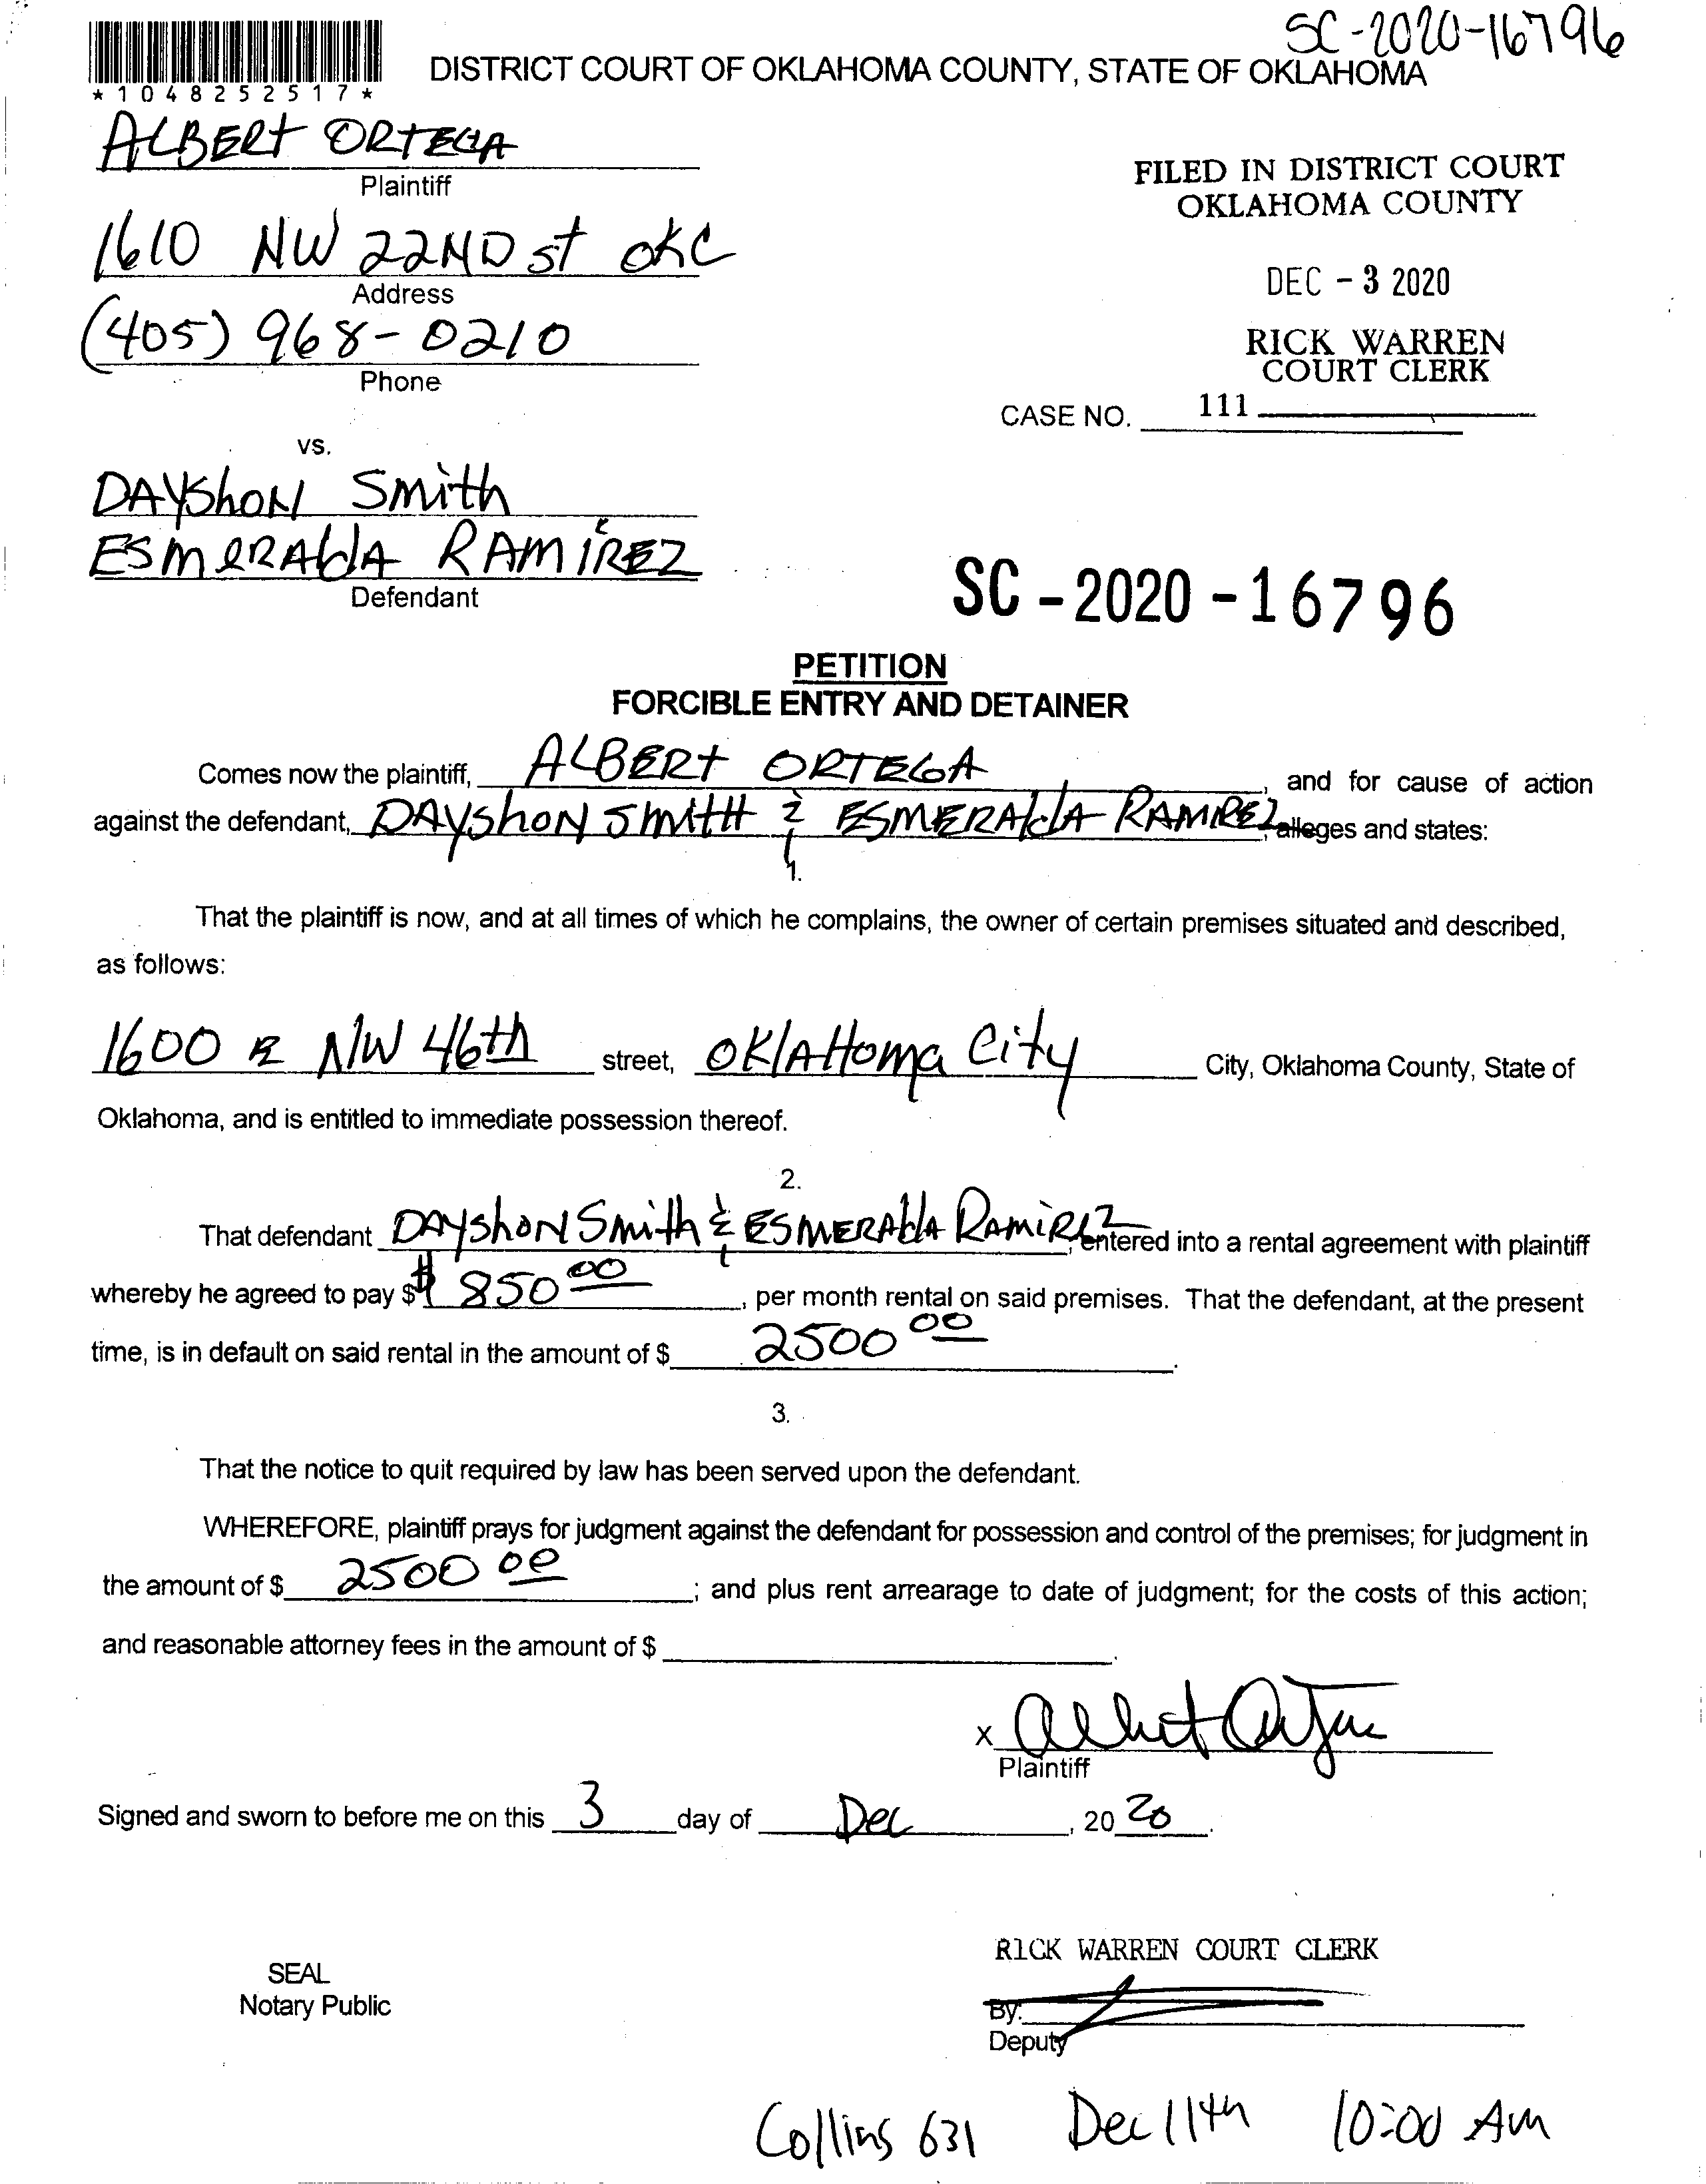 SC-2020-16796
*1048252517*
DISTRICT COURT OF OKLAHOMA COUNTY, STATE OF OKLAHOMA
ALBERT ORTEGA
Plaintiff
FILED IN DISTRICT COURT
OKLAHOMA COUNTY
1610 NW 22ND st OKC
Address
DEC - 3 2020
(405) 968-0210
Phone
RICK WARREN
COURT CLERK
CASE NO. 111
vs.
DAYShON Smith
ESmeRAldA RAMIREZ
Defendant
SC-2020-16796
PETITION
FORCIBLE ENTRY AND DETAINER
Comes now the plaintiff, ALBERt ORTEGA, and for cause of action
against the defendant, DAYShON SmitH & ESMERAldA RAMIREZ, alleges and states:
1.
That the plaintiff is now, and at all times of which he complains, the owner of certain premises situated and described,
as follows:
1600 R NW 46th street, OKlAHoma City City, Oklahoma County, State of
Oklahoma, and is entitled to immediate possession thereof.
2.
That defendant DAYShON Smith & ESMERAldA RAMIREZ, entered into a rental agreement with plaintiff
whereby he agreed to pay $ $ 850 00, per month rental on said premises. That the defendant, at the present
time, is in default on said rental in the amount of $ 2500 00.
3.
That the notice to quit required by law has been served upon the defendant.
WHEREFORE, plaintiff prays for judgment against the defendant for possession and control of the premises; for judgment in
the amount of $ 2500 00; and plus rent arrearage to date of judgment; for the costs of this action;
and reasonable attorney fees in the amount of $ .
X Albert Ortega
Plaintiff
Signed and sworn to before me on this 3 day of Dec, 20 20.
RICK WARREN COURT CLERK
SEAL
Notary Public
By:
Deputy
Collins 631 Dec 11th 10:00 AM